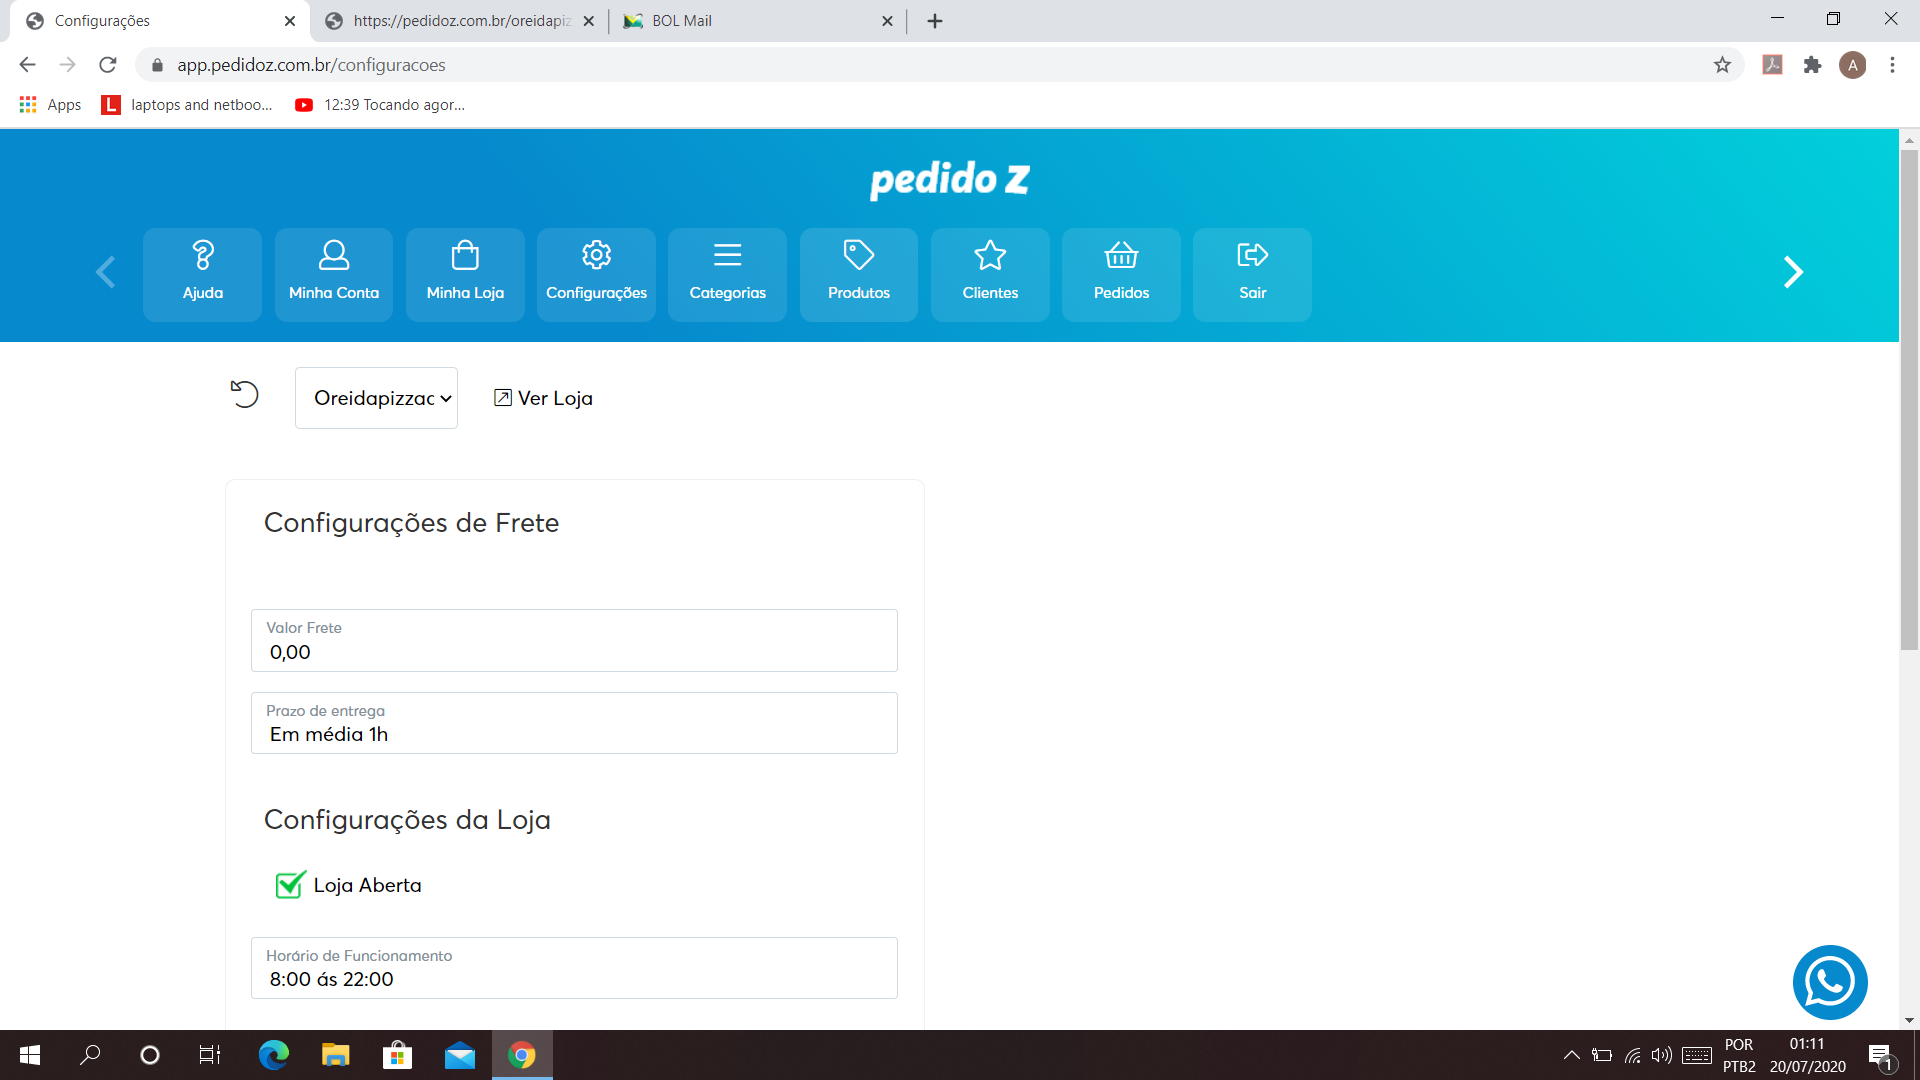 Configurações
https://pedidoz.com.br/oreidapiz
BOL Mail
app.pedidoz.com.br/configuracoes
A
Apps
L laptops and netboo...
12:39 Tocando agor...
pedido Z
Ajuda
Minha Conta
Minha Loja
Configurações
Categorias
Produtos
Clientes
Pedidos
Sair
Oreidapizzac
Ver Loja
Configurações de Frete
Valor Frete
0,00
Prazo de entrega
Em média 1h
Configurações da Loja
Loja Aberta
Horário de Funcionamento
8:00 ás 22:00
POR
PTB2
01:11
20/07/2020
1